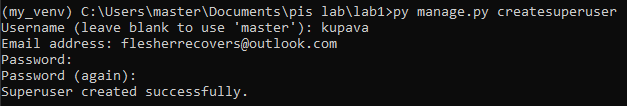 (my_venv) C:\Users\master\Documents\pis lab\lab1>py manage.py createsuperuser
Username (leave blank to use 'master'): kupava
Email address: flesherrecovers@outlook.com
Password:
Password (again):
Superuser created successfully.